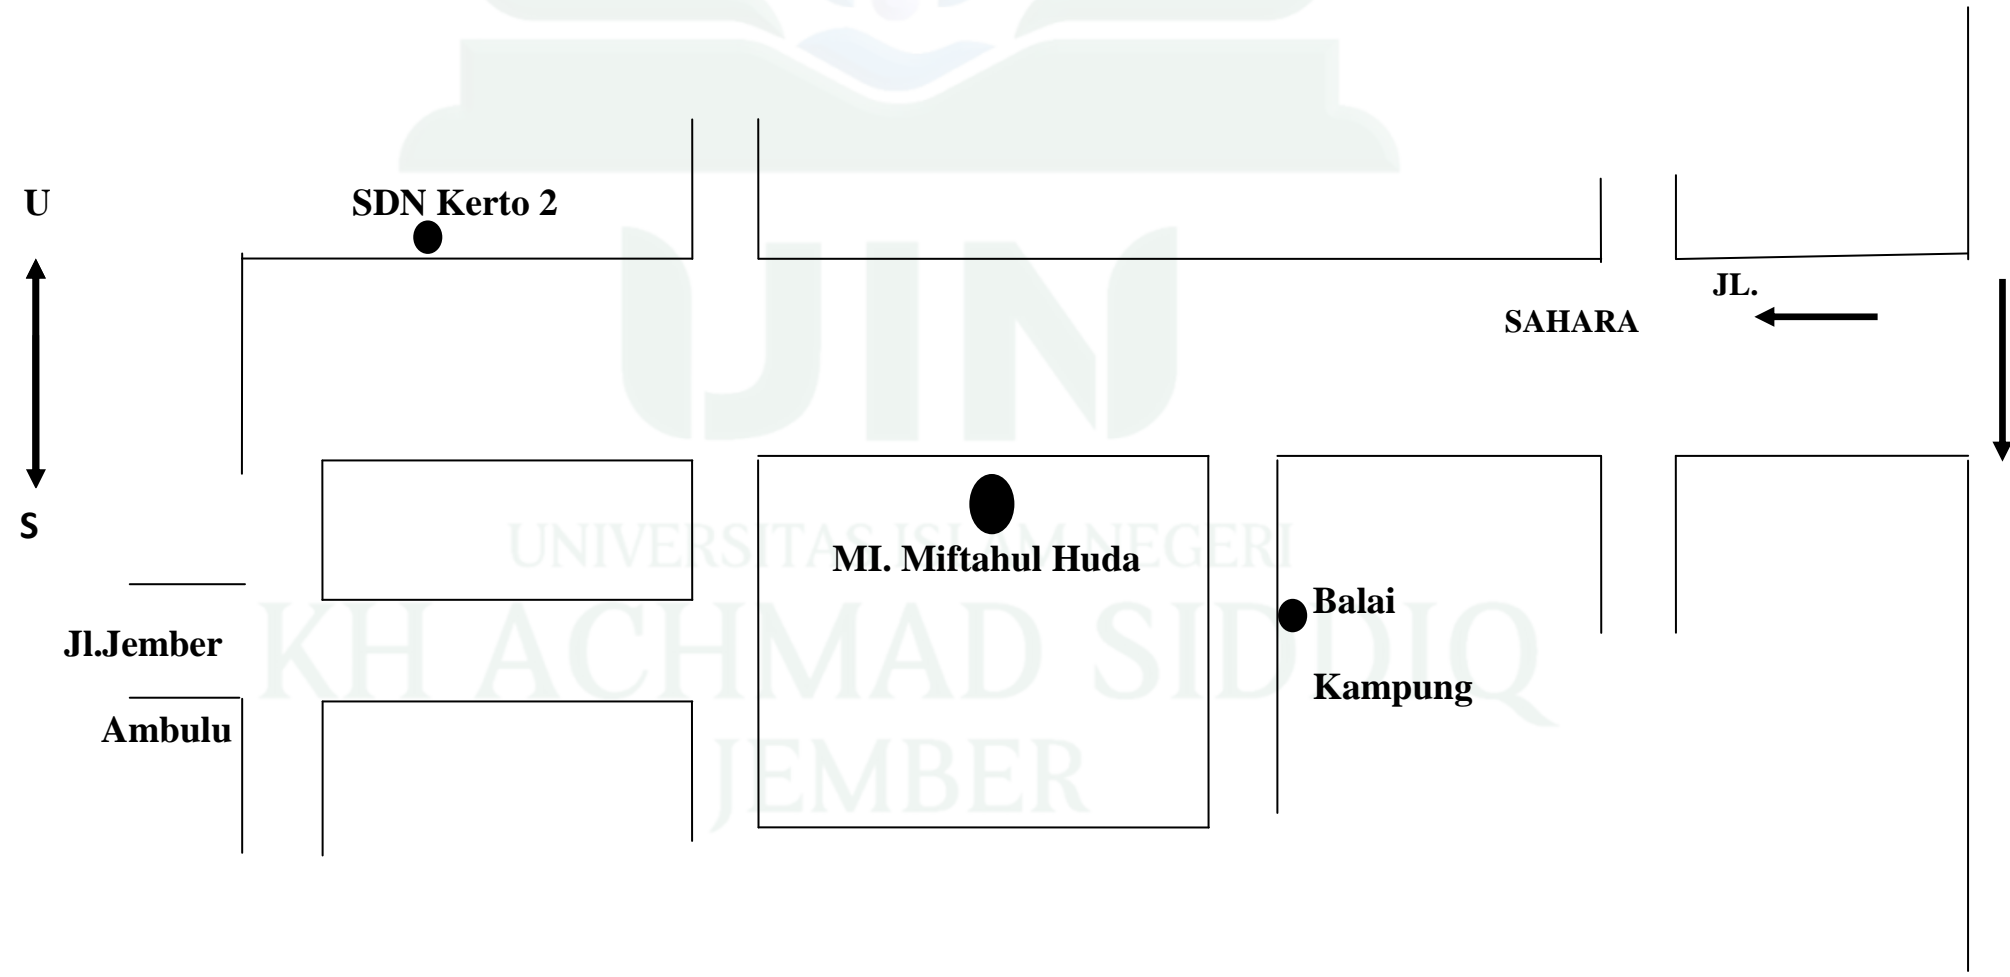 U
SDN Kerto 2
JL.
SAHARA
S
MI. Miftahul Huda
Balai
Kampung
Jl.Jember
Ambulu
UIN
UNIVERSITAS ISLAM NEGERI
KH ACHMAD SIDDIQ
JEMBER